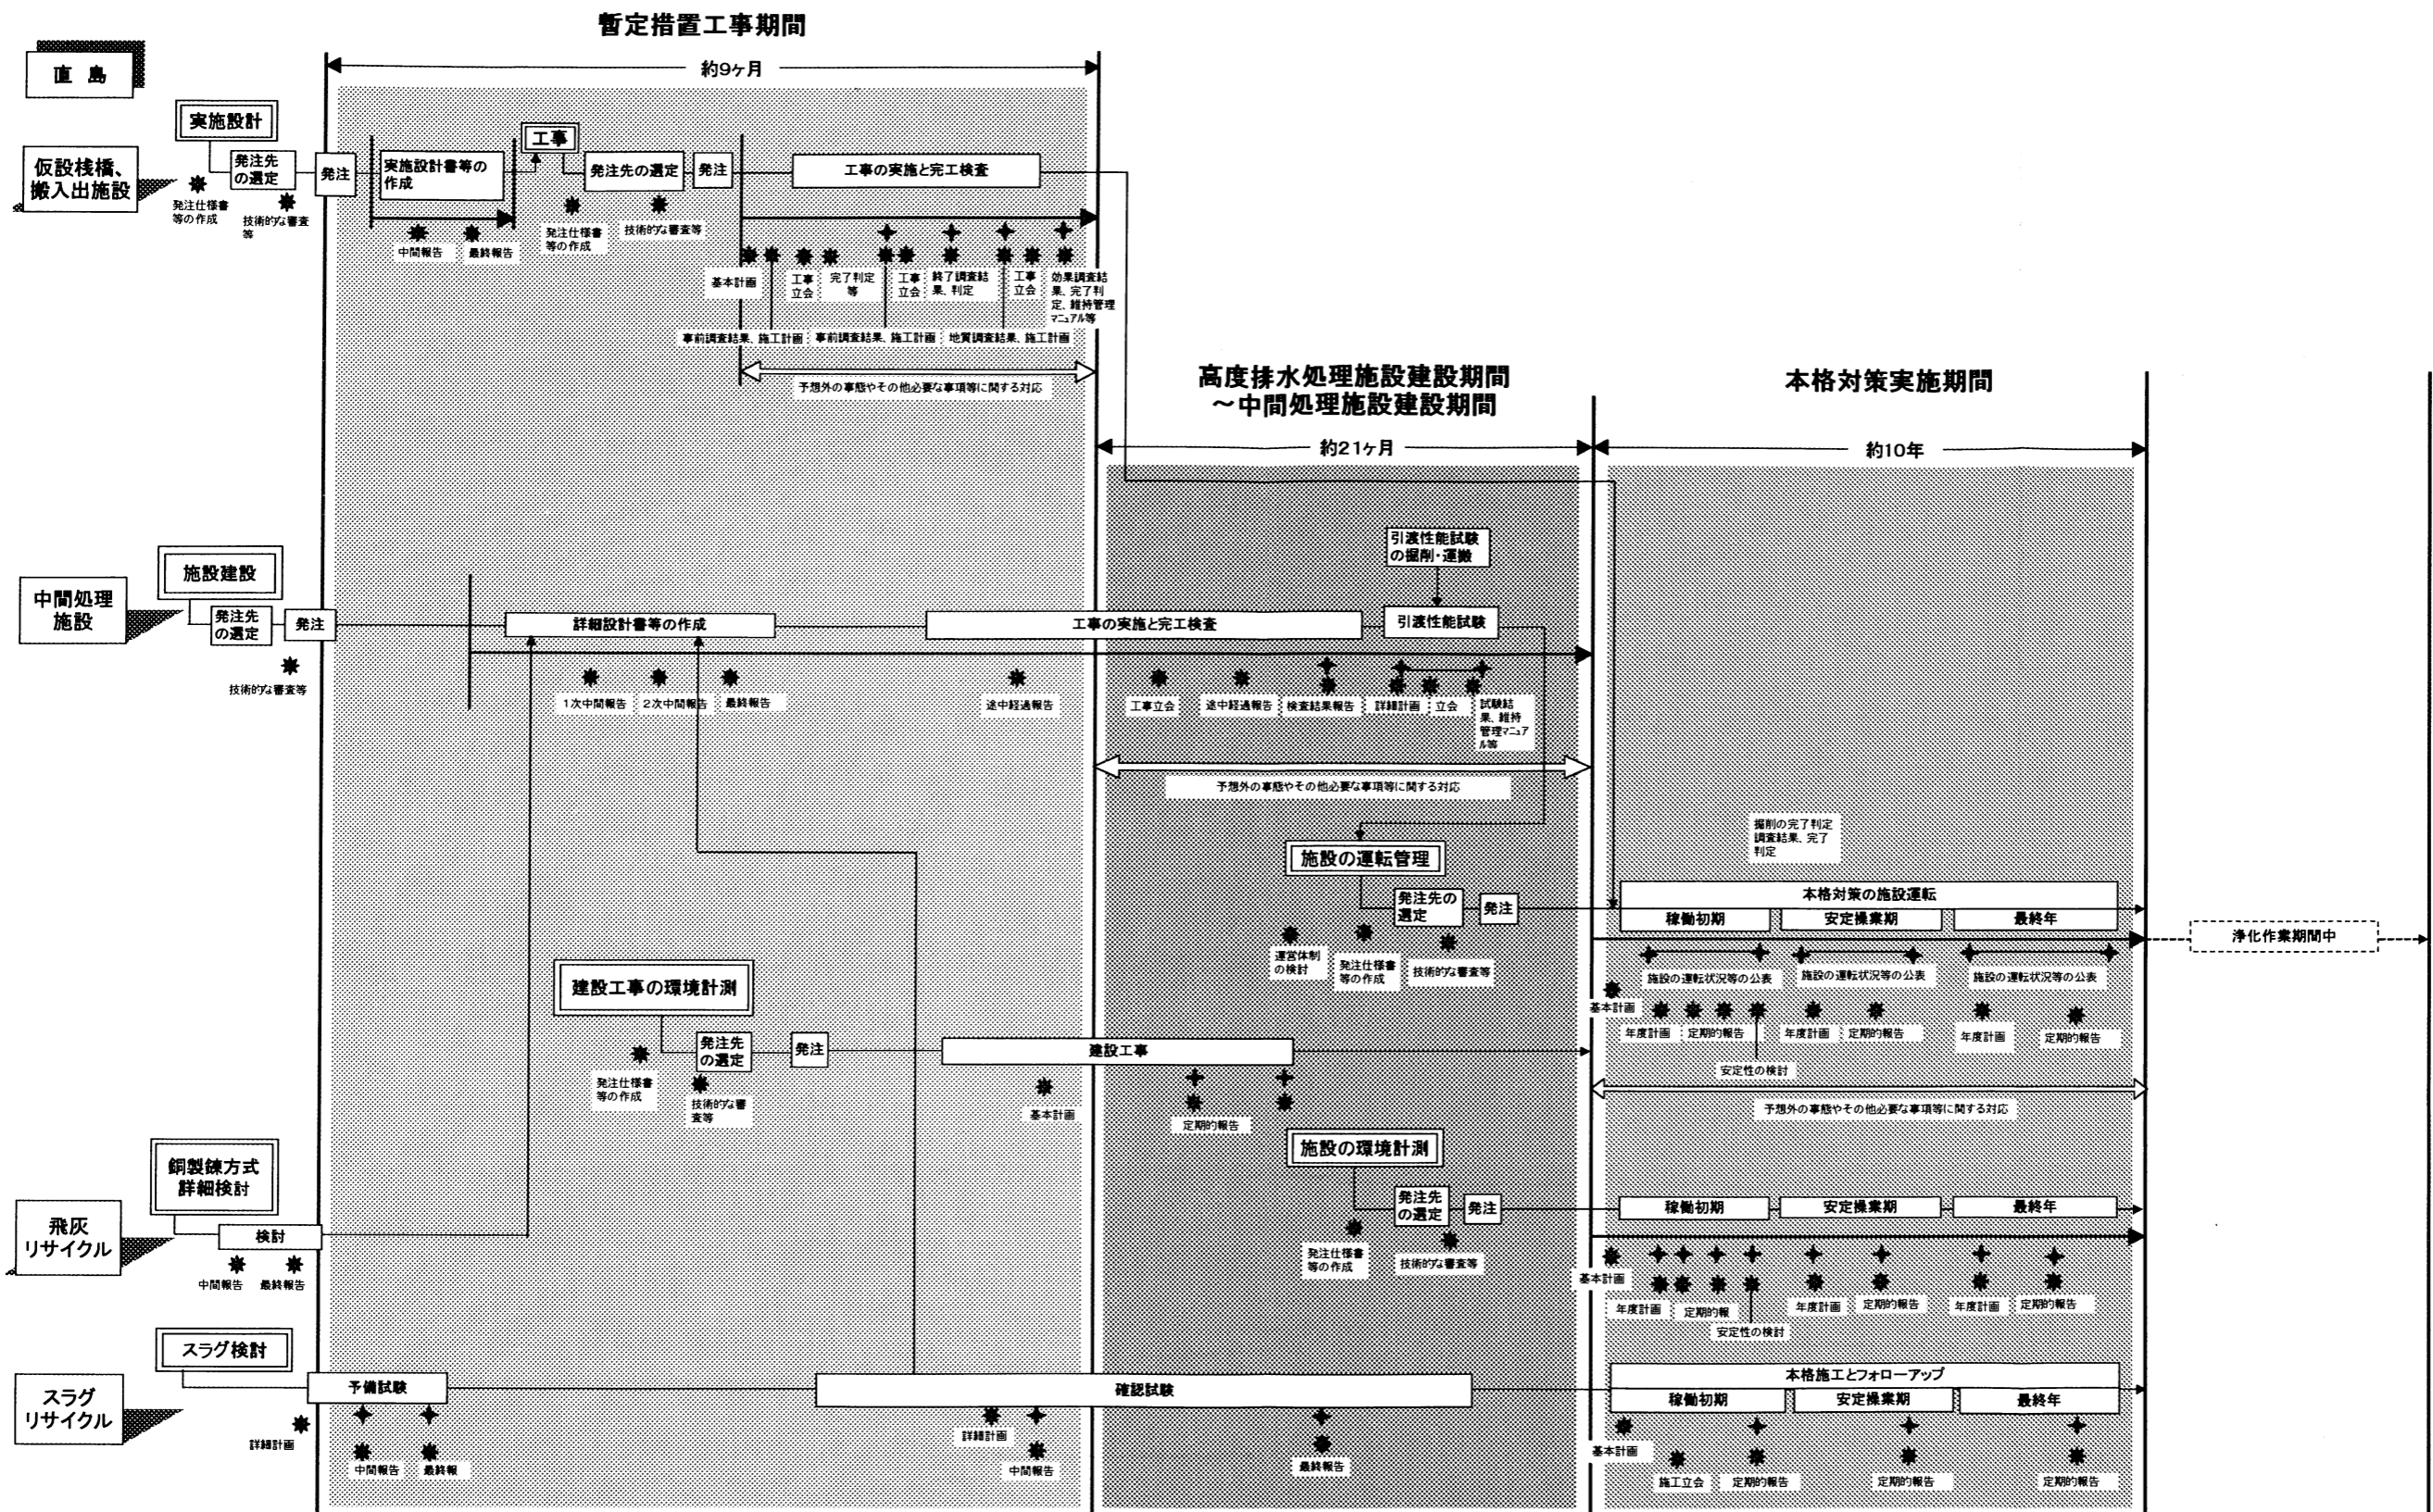 暫定措置工事期間
直 島
約9ヶ月
実施設計
仮設桟橋、
搬入出施設
発注先
の選定
発注
実施設計書等の
作成
工事
発注先の選定
発注
工事の実施と完工検査
発注仕様書
等の作成
技術的な審査
等
中間報告
最終報告
発注仕様書
等の作成
技術的な審査等
基本計画
工事
立会
完了判定
等
工事
立会
終了調査結
果、判定
工事
立会
効果調査結
果、完了判
定、維持管理
マニュアル等
事前調査結果、施工計画
事前調査結果、施工計画
地質調査結果、施工計画
予想外の事態やその他必要な事項等に関する対応
高度排水処理施設建設期間
～中間処理施設建設期間
本格対策実施期間
約21ヶ月
約10年
引渡性能試験
の掘削・運搬
施設建設
中間処理
施設
発注先
の選定
発注
詳細設計書等の作成
工事の実施と完工検査
引渡性能試験
技術的な審査等
1次中間報告
2次中間報告
最終報告
途中経過報告
工事立会
途中経過報告
検査結果報告
詳細計画
立会
試験結
果、維持
管理マニュア
ル等
予想外の事態やその他必要な事項等に関する対応
掘削の完了判定
調査結果、完了
判定
施設の運転管理
発注先の
選定
発注
本格対策の施設運転
稼働初期
安定操業期
最終年
浄化作業期間中
運営体制
の検討
発注仕様書
等の作成
技術的な審査等
施設の運転状況等の公表
施設の運転状況等の公表
施設の運転状況等の公表
基本計画
年度計画
定期的報告
年度計画
定期的報告
年度計画
定期的報告
安定性の検討
建設工事の環境計測
発注先
の選定
発注
建設工事
発注仕様書
等の作成
技術的な審
査等
基本計画
定期的報告
予想外の事態やその他必要な事項等に関する対応
施設の環境計測
銅製錬方式
詳細検討
飛灰
リサイクル
検討
中間報告
最終報告
発注先
の選定
発注
稼働初期
安定操業期
最終年
発注仕様書
等の作成
技術的な審査等
基本計画
年度計画
定期的報
年度計画
定期的報告
年度計画
定期的報告
安定性の検討
スラグ検討
スラグ
リサイクル
予備試験
確認試験
本格施工とフォローアップ
稼働初期
安定操業期
最終年
詳細計画
中間報告
最終報
詳細計画
中間報告
最終報告
基本計画
施工立会
定期的報告
定期的報告
定期的報告